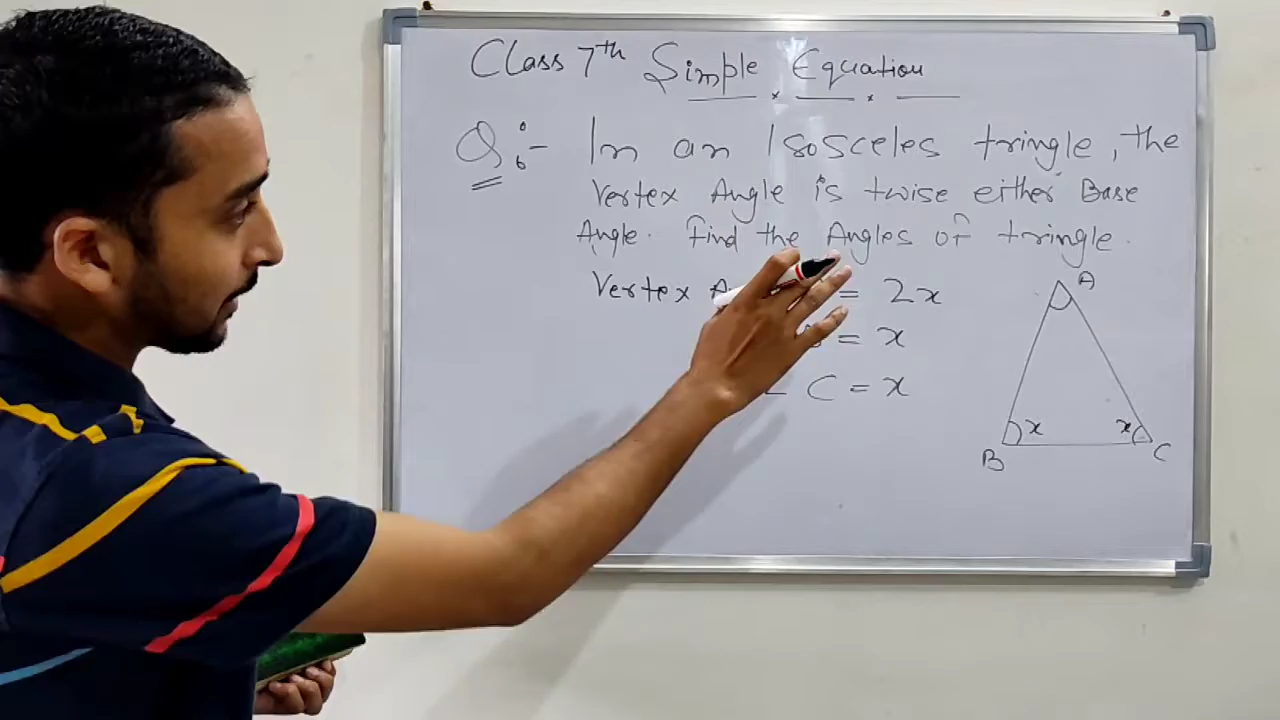 Class 7th Simple Equation
Q:- In an Isosceles tringle, the
Vertex Angle is twise either Base
Angle. Find the Angles of tringle.
Vertex = 2x
= x
∠ C = x
A
x x
B C